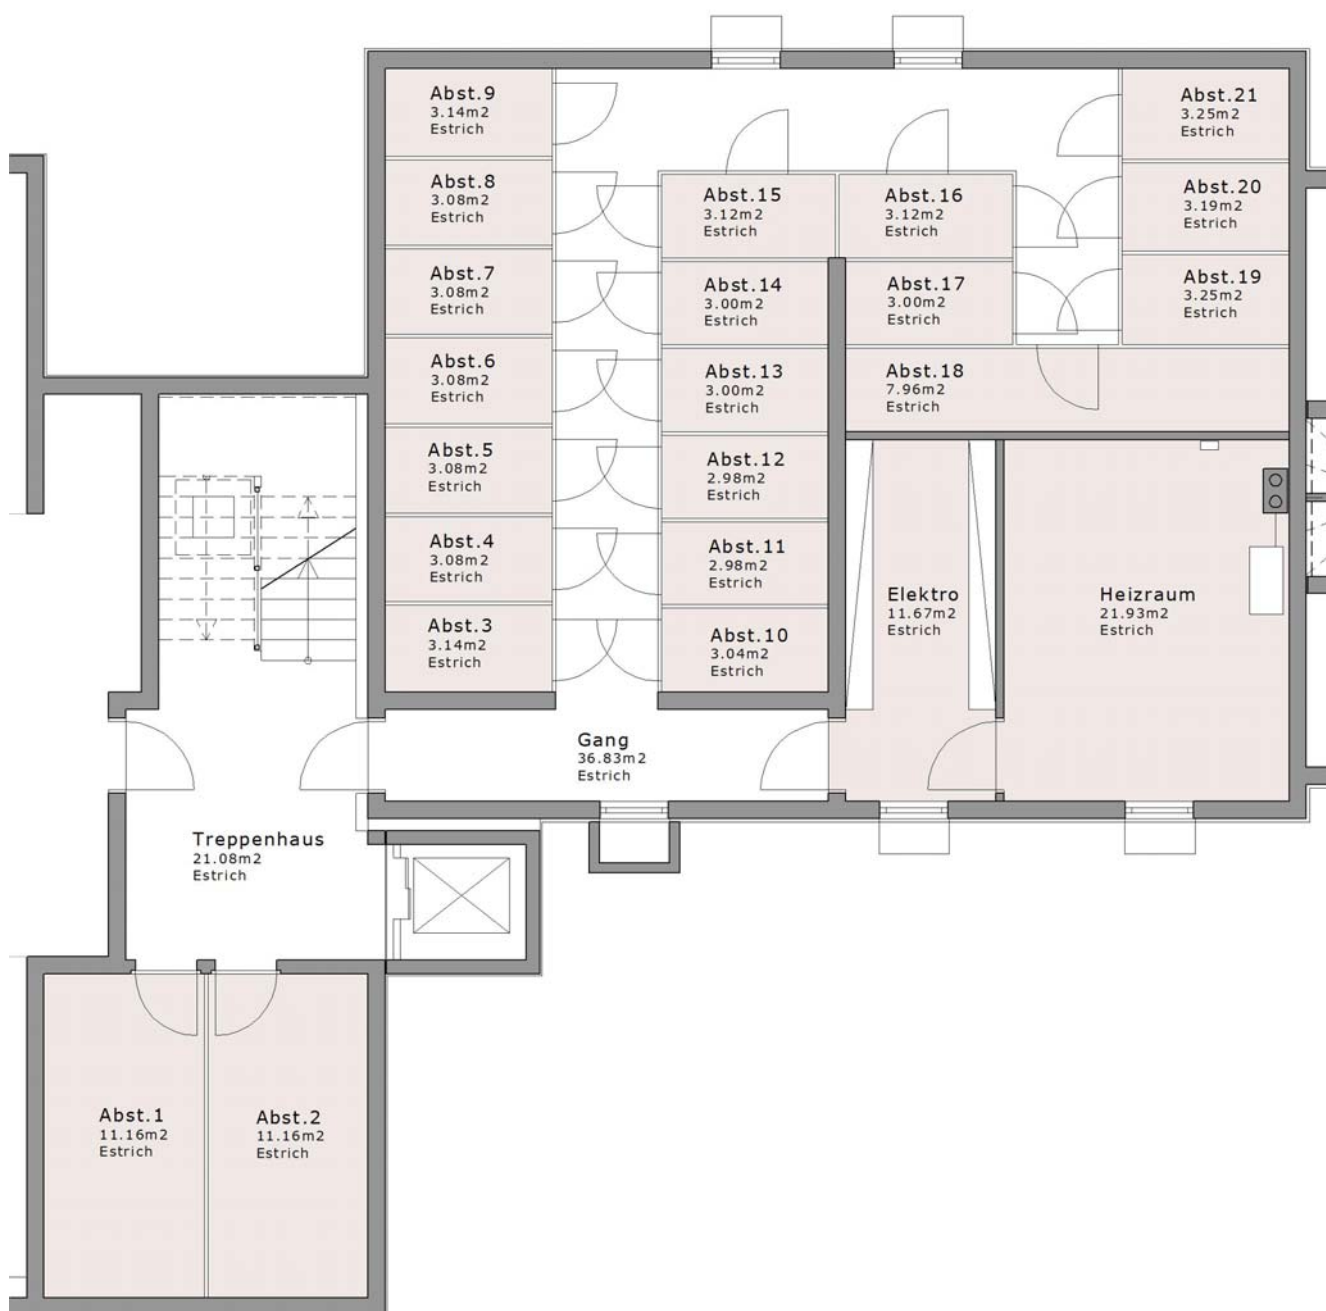 Abst.9
3.14m2
Estrich
Abst.8
3.08m2
Estrich
Abst.7
3.08m2
Estrich
Abst.6
3.08m2
Estrich
Abst.5
3.08m2
Estrich
Abst.4
3.08m2
Estrich
Abst.3
3.14m2
Estrich
Abst.15
3.12m2
Estrich
Abst.14
3.00m2
Estrich
Abst.13
3.00m2
Estrich
Abst.12
2.98m2
Estrich
Abst.11
2.98m2
Estrich
Abst.10
3.04m2
Estrich
Abst.16
3.12m2
Estrich
Abst.17
3.00m2
Estrich
Abst.18
7.96m2
Estrich
Abst.21
3.25m2
Estrich
Abst.20
3.19m2
Estrich
Abst.19
3.25m2
Estrich
Elektro
11.67m2
Estrich
Heizraum
21.93m2
Estrich
Gang
36.83m2
Estrich
Treppenhaus
21.08m2
Estrich
Abst.1
11.16m2
Estrich
Abst.2
11.16m2
Estrich